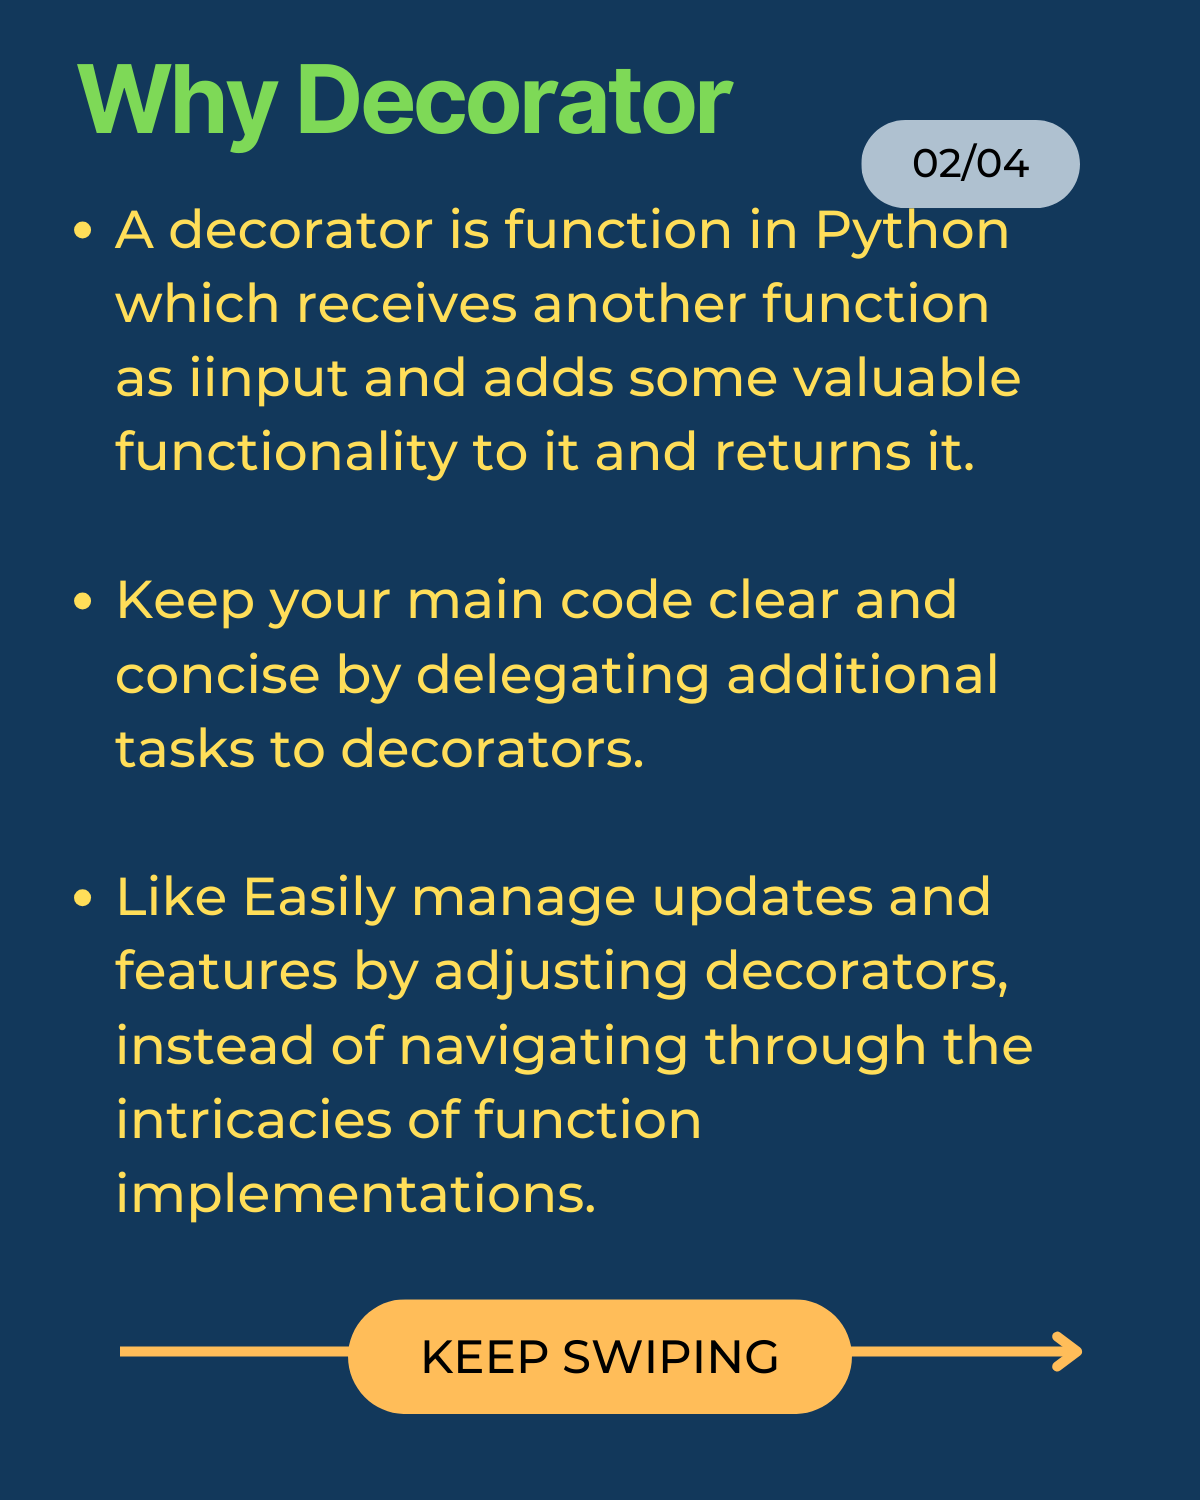 Why Decorator
02/04
• A decorator is function in Python
which receives another function
as iinput and adds some valuable
functionality to it and returns it.
• Keep your main code clear and
concise by delegating additional
tasks to decorators.
• Like Easily manage updates and
features by adjusting decorators,
instead of navigating through the
intricacies of function
implementations.
KEEP SWIPING